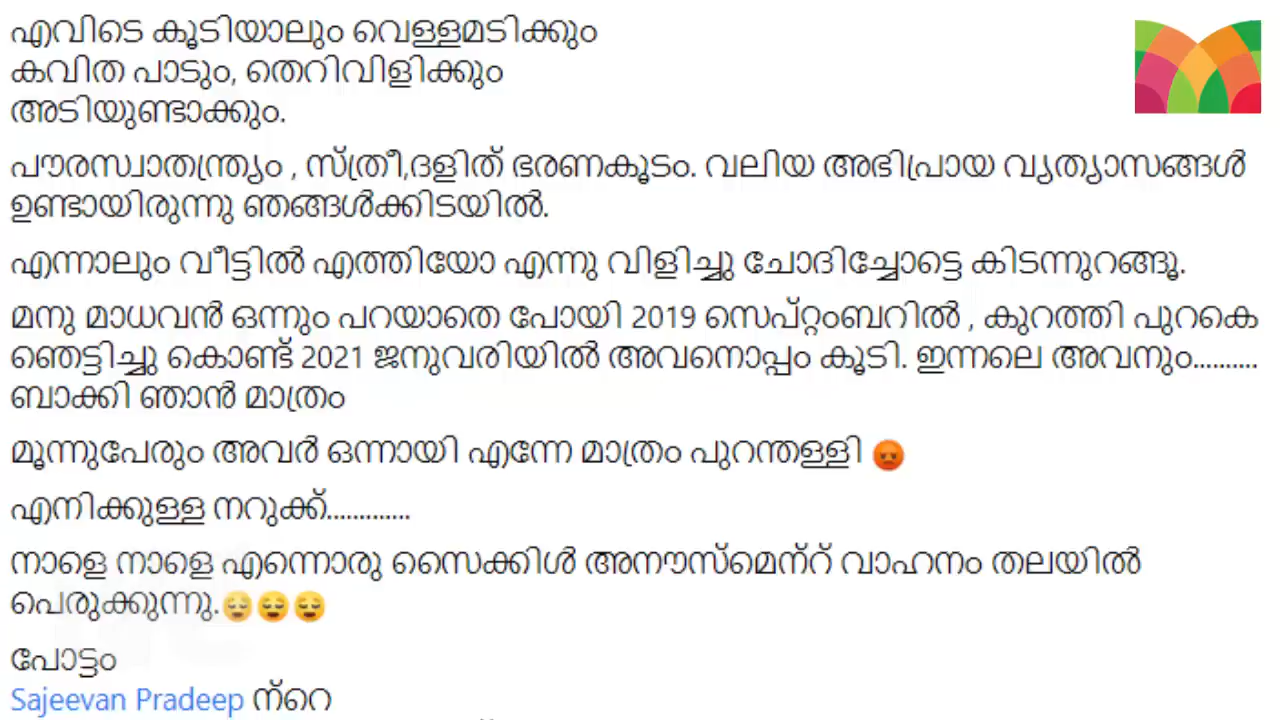 എവിടെ കൂടിയാലും വെള്ളമടിക്കും
കവിത പാടും, തെറിവിളിക്കും
അടിയുണ്ടാക്കും.
പൗരസ്വാതന്ത്ര്യം , സ്ത്രീ,ദളിത് ഭരണകൂടം. വലിയ അഭിപ്രായ വ്യത്യാസങ്ങൾ
ഉണ്ടായിരുന്നു ഞങ്ങൾക്കിടയിൽ.
എന്നാലും വീട്ടിൽ എത്തിയോ എന്നു വിളിച്ചു ചോദിച്ചോട്ടെ കിടന്നുറങ്ങൂ.
മനു മാധവൻ ഒന്നും പറയാതെ പോയി 2019 സെപ്റ്റംബറിൽ , കുറത്തി പുറകെ
ഞെട്ടിച്ചു കൊണ്ട് 2021 ജനുവരിയിൽ അവനൊപ്പം കൂടി. ഇന്നലെ അവനും..........
ബാക്കി ഞാൻ മാത്രം
മൂന്നുപേരും അവർ ഒന്നായി എന്നേ മാത്രം പുറന്തള്ളി 😡
എനിക്കുള്ള നറുക്ക്.............
നാളെ നാളെ എന്നൊരു സൈക്കിൾ അനൗസ്മെന്റ് വാഹനം തലയിൽ
പെരുക്കുന്നു.😌😌😌
പോട്ടം
Sajeevan Pradeep ന്റെ